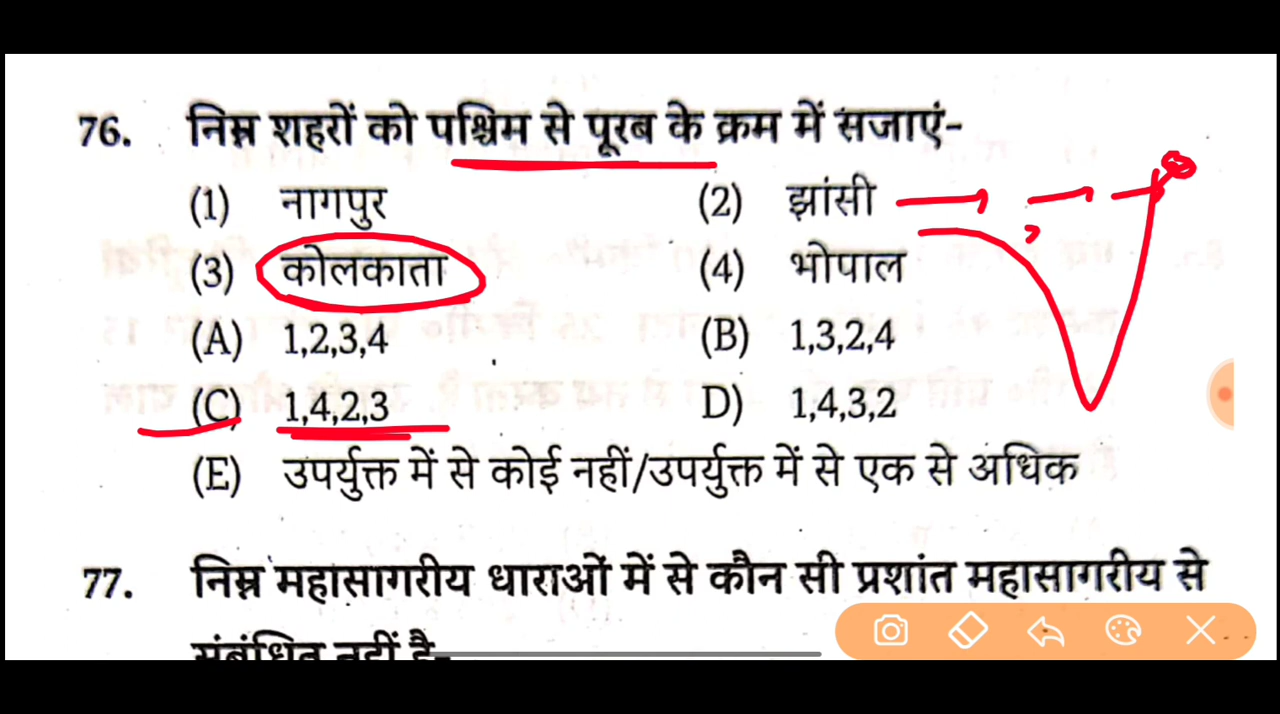 76. निम्न शहरों को पश्चिम से पूरब के क्रम में सजाएं-
(1) नागपुर (2) झांसी
(3) कोलकाता (4) भोपाल
(A) 1,2,3,4 (B) 1,3,2,4
(C) 1,4,2,3 D) 1,4,3,2
(E) उपर्युक्त में से कोई नहीं/उपर्युक्त में से एक से अधिक
77. निम्न महासागरीय धाराओं में से कौन सी प्रशांत महासागरीय से
संबंधित नहीं है-